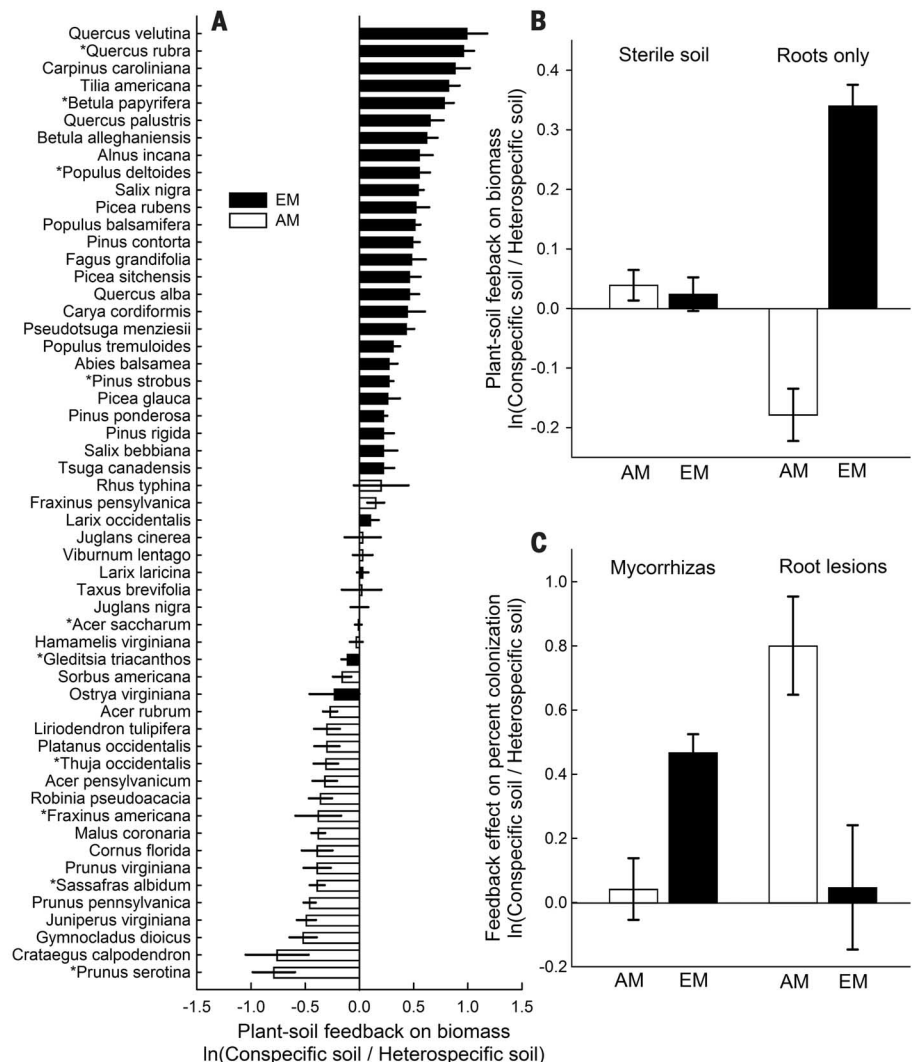 A
Quercus velutina
*Quercus rubra
Carpinus caroliniana
Tilia americana
*Betula papyrifera
Quercus palustris
Betula alleghaniensis
Alnus incana
*Populus deltoides
Salix nigra
Picea rubens
Populus balsamifera
Pinus contorta
Fagus grandifolia
Picea sitchensis
Quercus alba
Carya cordiformis
Pseudotsuga menziesii
Populus tremuloides
Abies balsamea
*Pinus strobus
Picea glauca
Pinus ponderosa
Pinus rigida
Salix bebbiana
Tsuga canadensis
Rhus typhina
Fraxinus pensylvanica
Larix occidentalis
Juglans cinerea
Viburnum lentago
Larix laricina
Taxus brevifolia
Juglans nigra
*Acer saccharum
Hamamelis virginiana
*Gleditsia triacanthos
Sorbus americana
Ostrya virginiana
Acer rubrum
Liriodendron tulipifera
Platanus occidentalis
*Thuja occidentalis
Acer pensylvanicum
Robinia pseudoacacia
*Fraxinus americana
Malus coronaria
Cornus florida
Prunus virginiana
*Sassafras albidum
Prunus pennsylvanica
Juniperus virginiana
Gymnocladus dioicus
Crataegus calpodendron
*Prunus serotina
EM
AM
-1.5 -1.0 -0.5 0.0 0.5 1.0 1.5
Plant-soil feedback on biomass
ln(Conspecific soil / Heterospecific soil)
B
Sterile soil Roots only
Plant-soil feeback on biomass
ln(Conspecific soil / Heterospecific soil)
0.4
0.3
0.2
0.1
0.0
-0.1
-0.2
AM EM AM EM
C
Mycorrhizas Root lesions
Feedback effect on percent colonization
ln(Conspecific soil / Heterospecific soil)
1.0
0.8
0.6
0.4
0.2
0.0
-0.2
AM EM AM EM